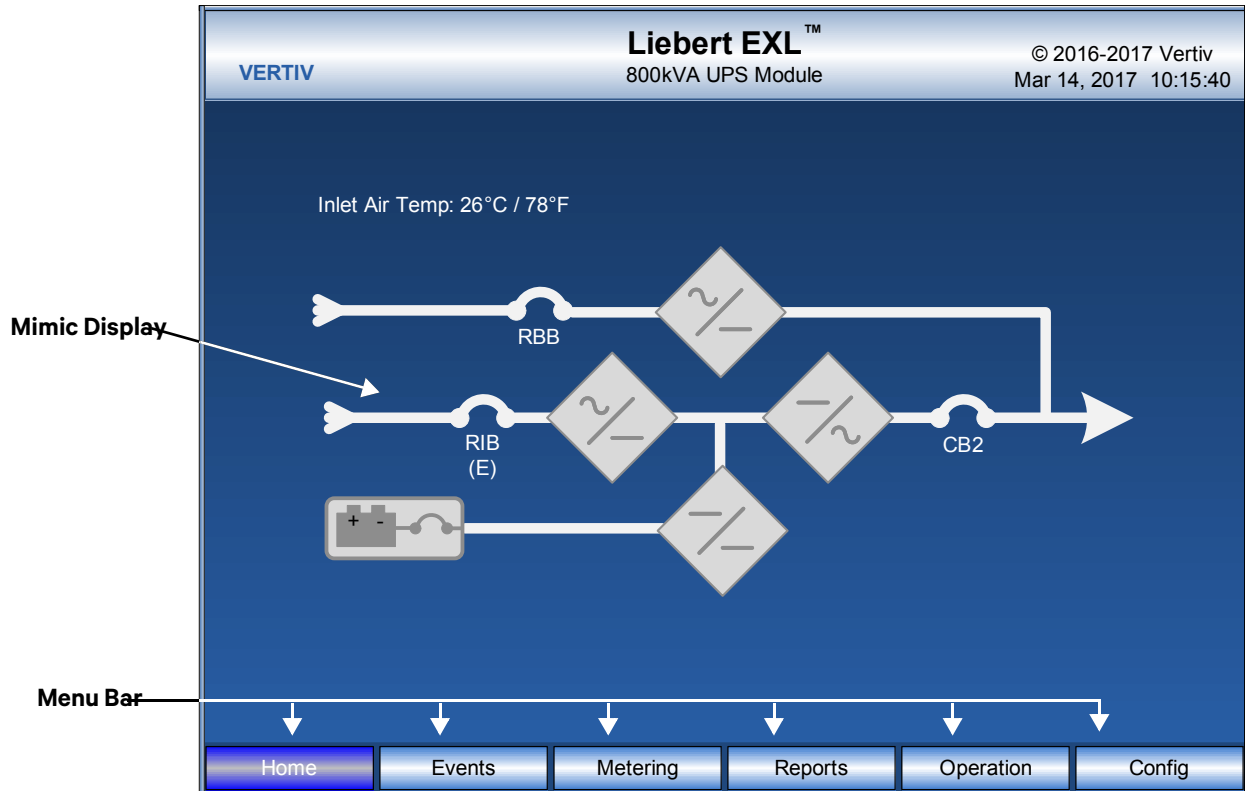 Liebert EXL™
800kVA UPS Module
VERTIV
© 2016-2017 Vertiv
Mar 14, 2017 10:15:40
Inlet Air Temp: 26°C / 78°F
RBB
Mimic Display
RIB
(E)
CB2
+ -
Menu Bar
Home Events Metering Reports Operation Config